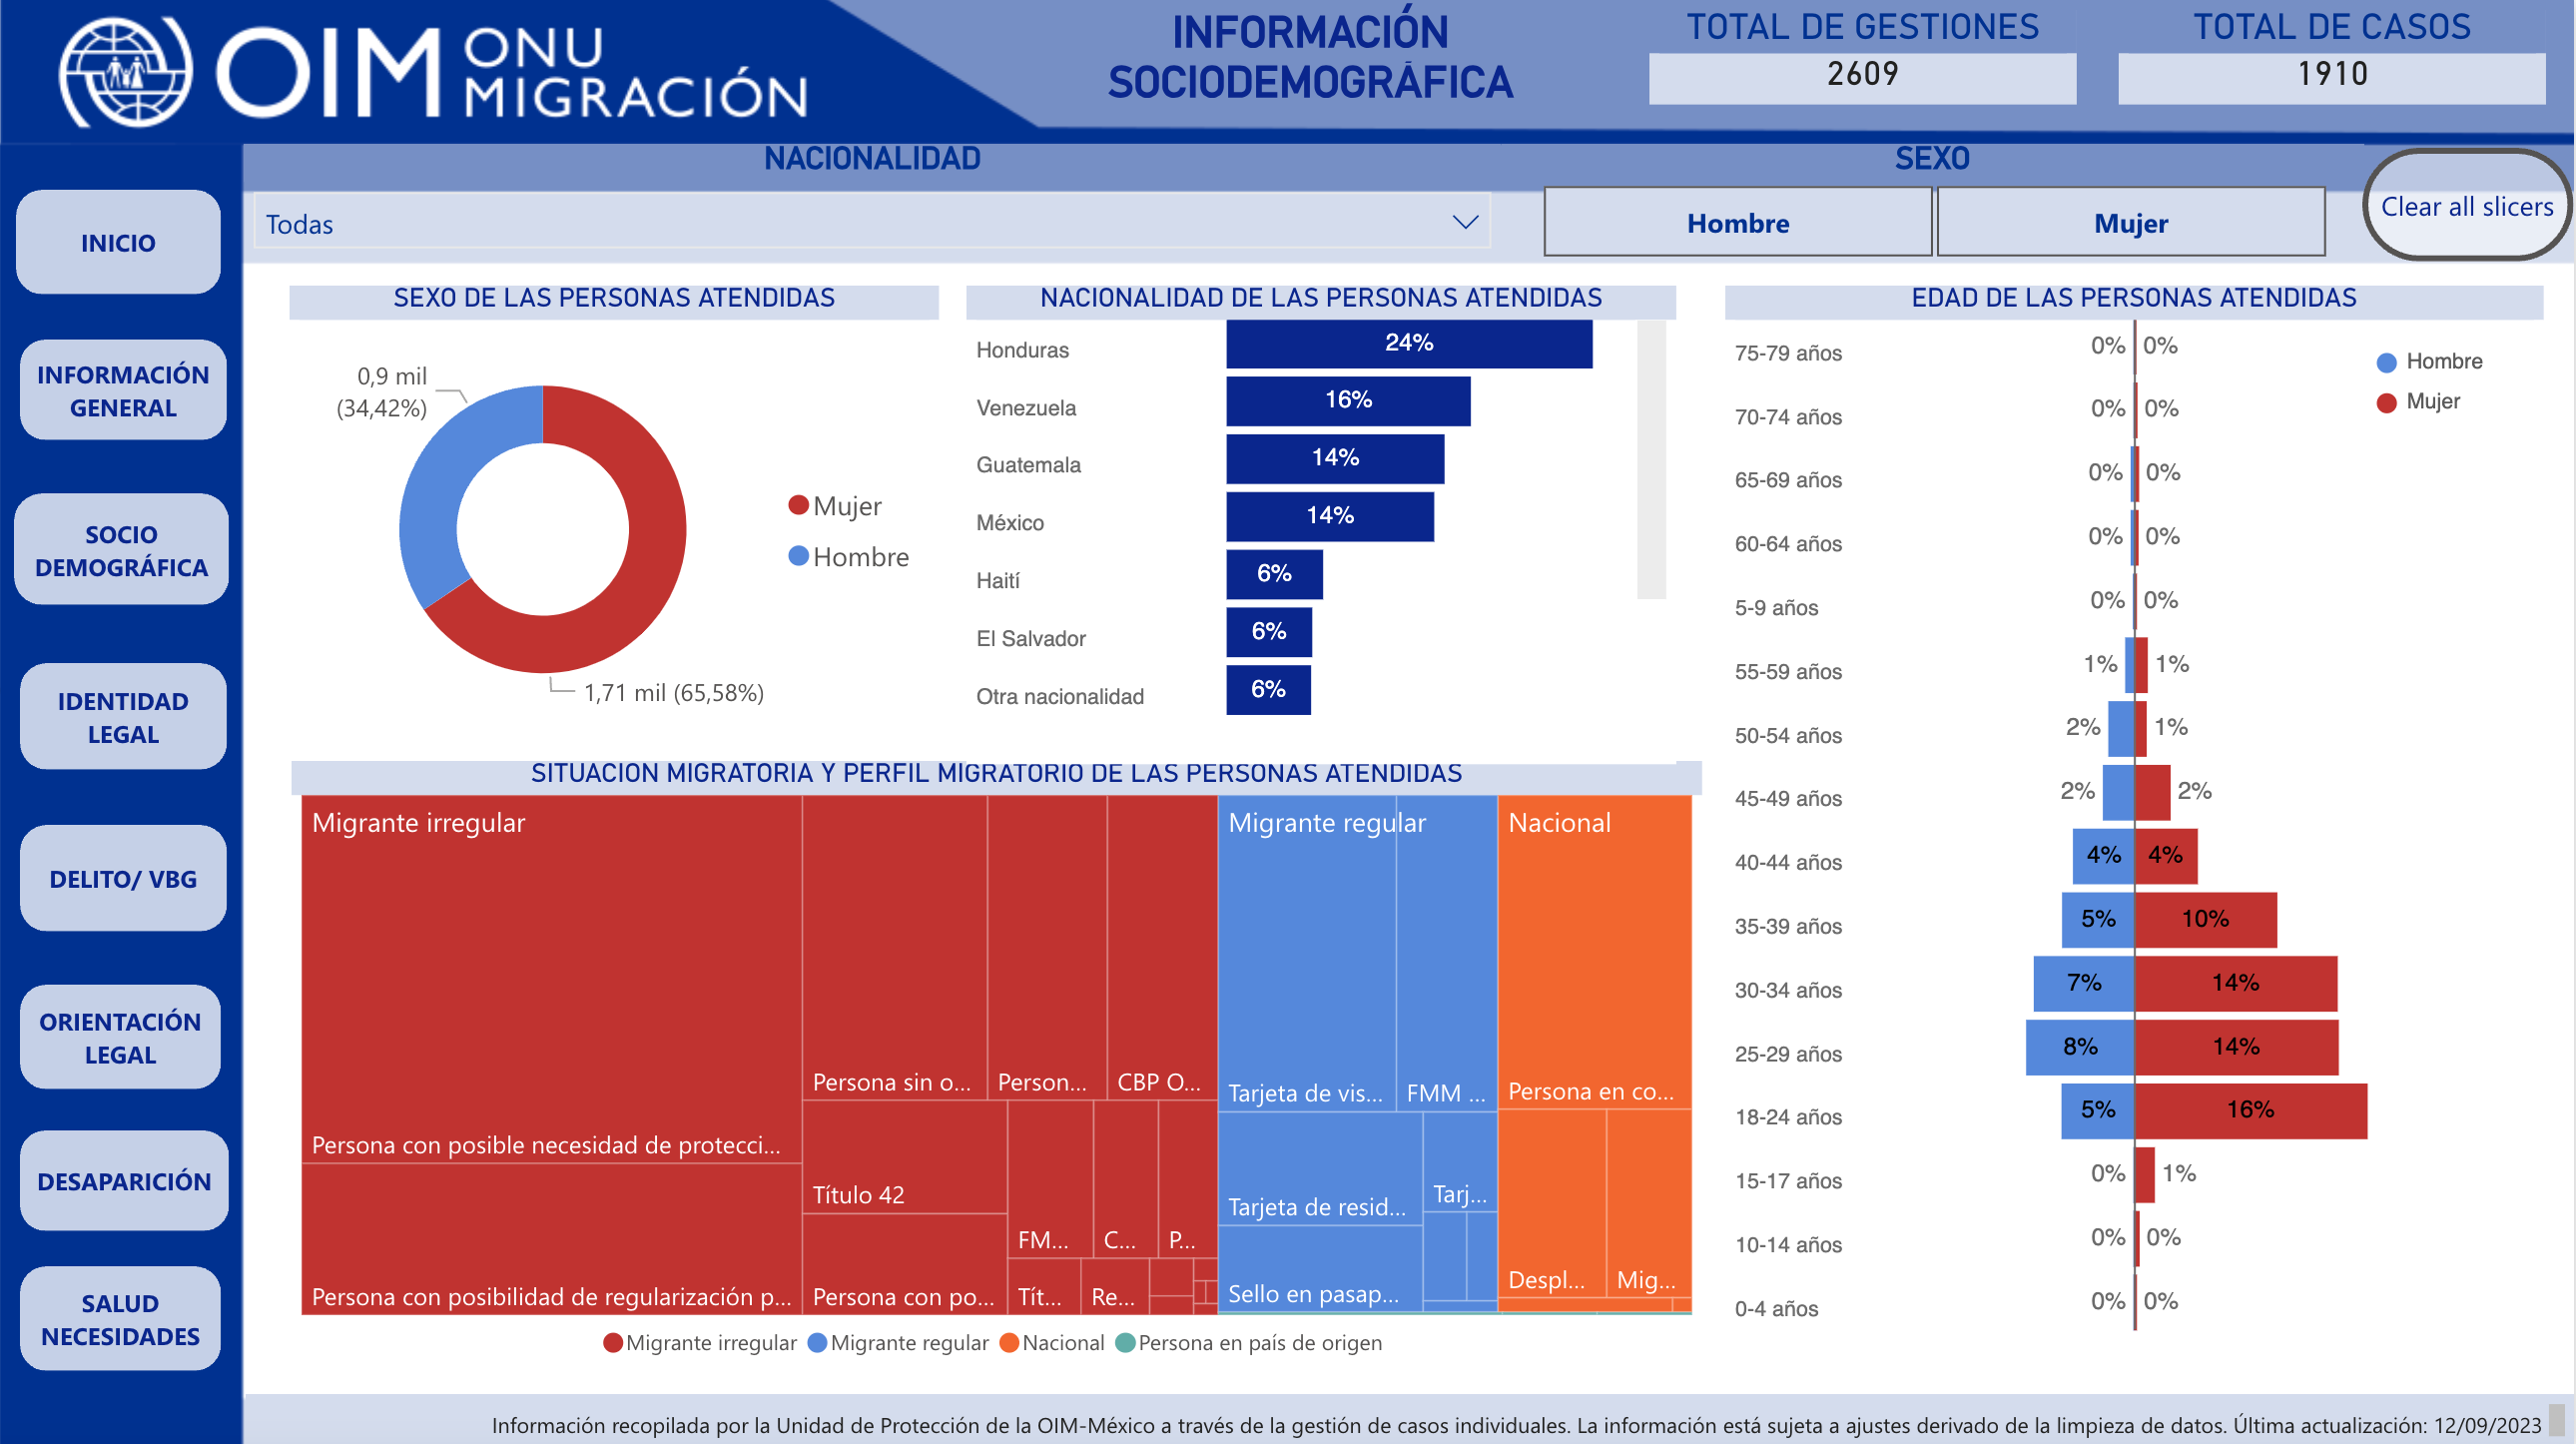 OIM ONU
MIGRACIÓN
INFORMACIÓN
SOCIODEMOGRÁFICA
TOTAL DE GESTIONES
2609
TOTAL DE CASOS
1910
NACIONALIDAD
Todas
SEXO
Hombre
Mujer
Clear all slicers
INICIO
INFORMACIÓN
GENERAL
SOCIO
DEMOGRÁFICA
IDENTIDAD
LEGAL
DELITO/ VBG
ORIENTACIÓN
LEGAL
DESAPARICIÓN
SALUD
NECESIDADES
SEXO DE LAS PERSONAS ATENDIDAS
0,9 mil
(34,42%)
1,71 mil (65,58%)
Mujer
Hombre
NACIONALIDAD DE LAS PERSONAS ATENDIDAS
Honduras 24%
Venezuela 16%
Guatemala 14%
México 14%
Haití 6%
El Salvador 6%
Otra nacionalidad 6%
SITUACION MIGRATORIA Y PERFIL MIGRATORIO DE LAS PERSONAS ATENDIDAS
Migrante irregular
Persona con posible necesidad de protecci...
Persona con posibilidad de regularización p...
Persona sin o...
Person...
CBP O...
Título 42
Persona con po...
FM...
C...
P...
Tít...
Re...
Migrante regular
Tarjeta de vis...
FMM ...
Tarjeta de resid...
Tarj...
Sello en pasap...
Nacional
Persona en co...
Despl...
Mig...
Migrante irregular Migrante regular Nacional Persona en país de origen
EDAD DE LAS PERSONAS ATENDIDAS
Hombre
Mujer
75-79 años 0% 0%
70-74 años 0% 0%
65-69 años 0% 0%
60-64 años 0% 0%
5-9 años 0% 0%
55-59 años 1% 1%
50-54 años 2% 1%
45-49 años 2% 2%
40-44 años 4% 4%
35-39 años 5% 10%
30-34 años 7% 14%
25-29 años 8% 14%
18-24 años 5% 16%
15-17 años 0% 1%
10-14 años 0% 0%
0-4 años 0% 0%
Información recopilada por la Unidad de Protección de la OIM-México a través de la gestión de casos individuales. La información está sujeta a ajustes derivado de la limpieza de datos. Última actualización: 12/09/2023